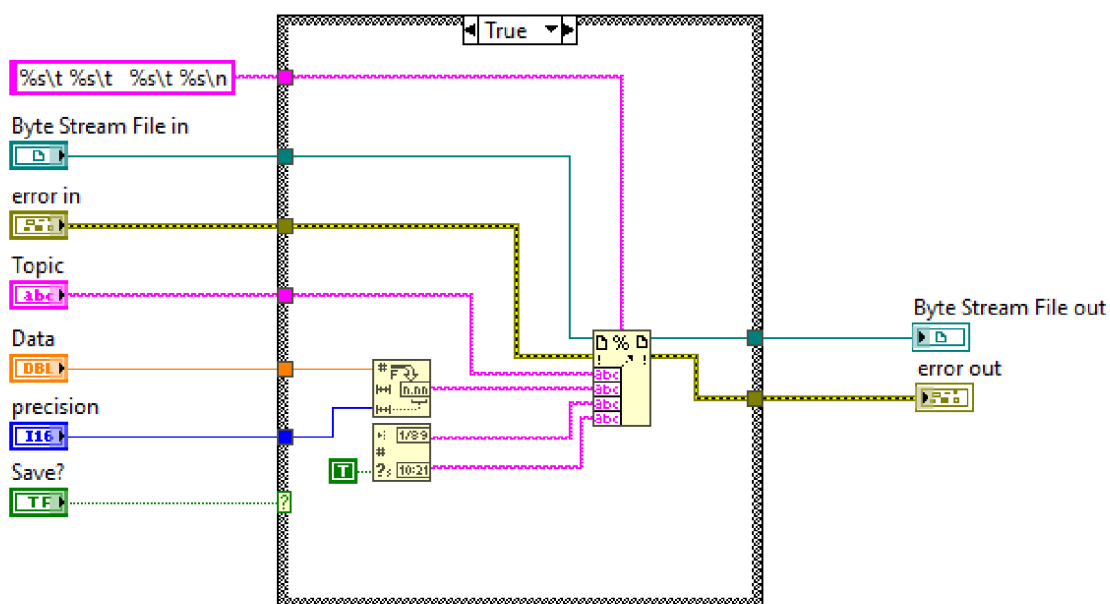 True
%s\t %s\t   %s\t %s\n
Byte Stream File in
error in
Topic
abc
Data
DBL
precision
I16
Save?
TF
?
#
F
n.nn
1/89
#
?s 10:21
T
%
! !
abc
abc
abc
abc
Byte Stream File out
error out